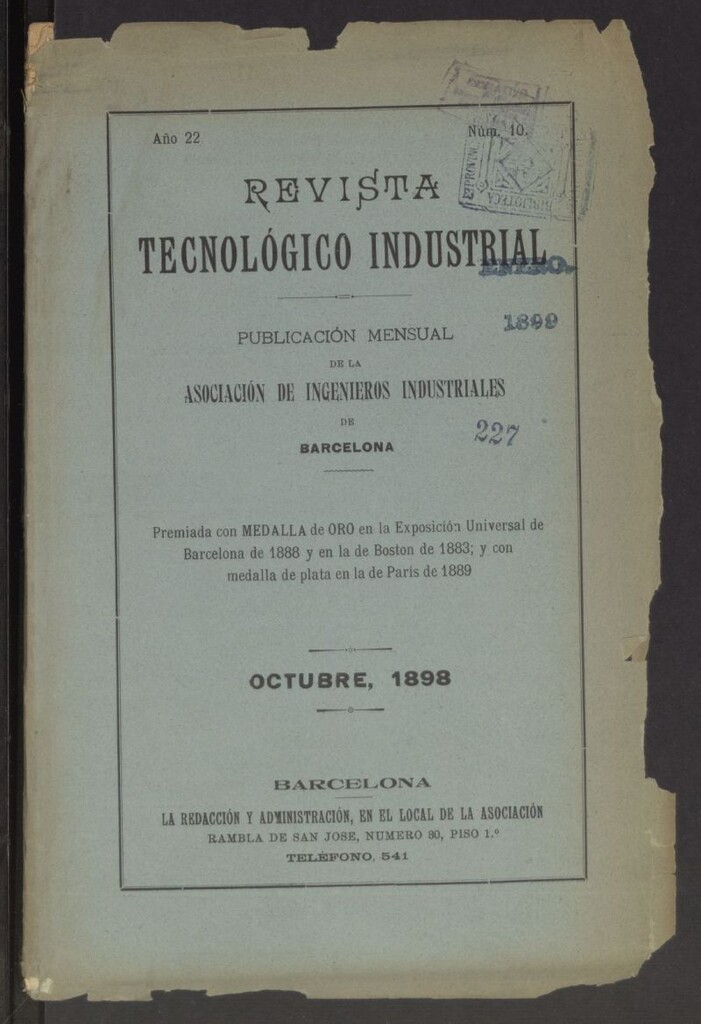 Año 22
Núm. 10.
BIBLIOTECA
REVISTA
TECNOLÓGICO INDUSTRIAL
ENERO.
1899
PUBLICACIÓN MENSUAL
DE LA
ASOCIACIÓN DE INGENIEROS INDUSTRIALES
DE
BARCELONA
227
Premiada con MEDALLA de ORO en la Exposición Universal de
Barcelona de 1888 y en la de Boston de 1883; y con
medalla de plata en la de Paris de 1889
OCTUBRE, 1898
BARCELONA
LA REDACCIÓN Y ADMINISTRACIÓN, EN EL LOCAL DE LA ASOCIACIÓN
RAMBLA DE SAN JOSE, NUMERO 30, PISO 1.º
TELÉFONO, 541